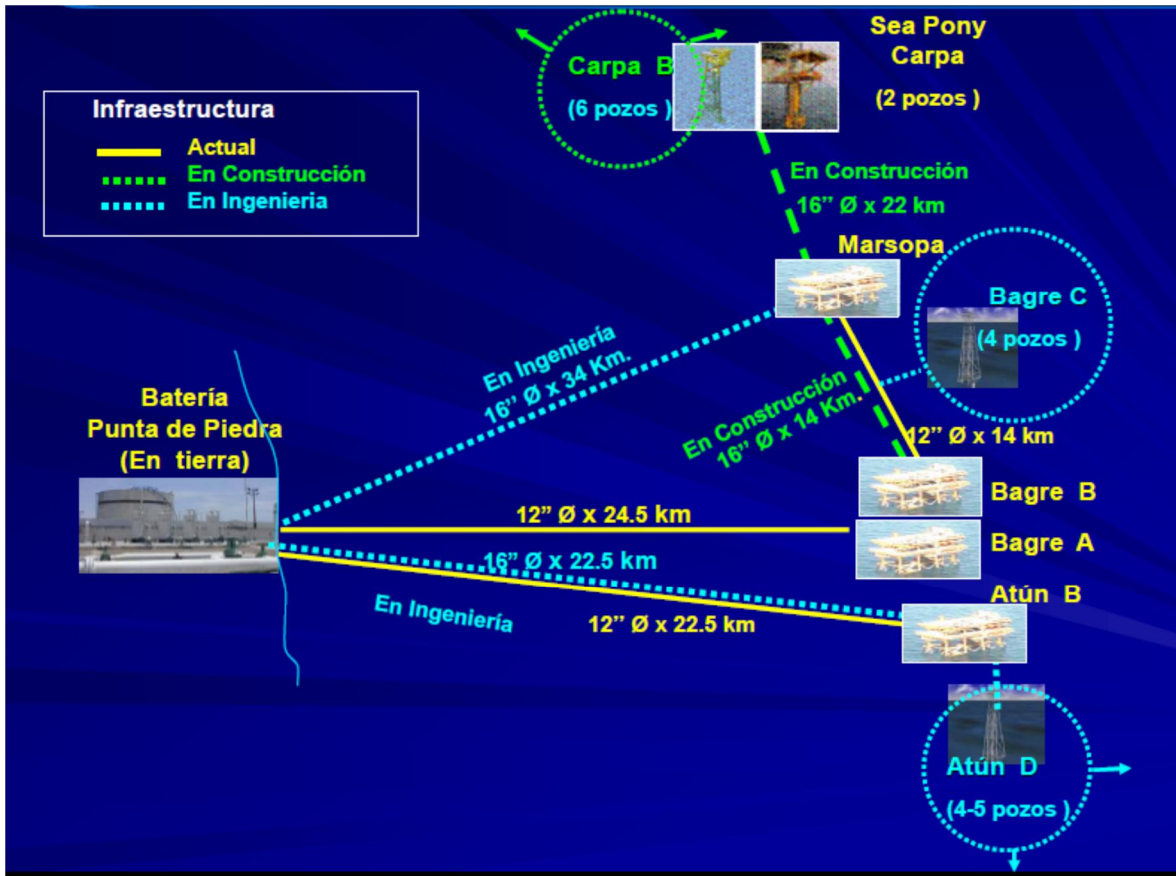 Sea Pony
Carpa
(2 pozos )
Carpa B
(6 pozos )
Infraestructura
Actual
En Construcción
En Ingenieria
En Construcción
16’’ Ø x 22 km
Marsopa
Bagre C
(4 pozos )
En Ingeniería
16’’ Ø x 34 Km.
En Construcción
16’’ Ø x 14 Km.
12’’ Ø x 14 km
Batería
Punta de Piedra
(En tierra)
Bagre B
12’’ Ø x 24.5 km
Bagre A
16’’ Ø x 22.5 km
En Ingeniería
12’’ Ø x 22.5 km
Atún B
Atún D
(4-5 pozos )